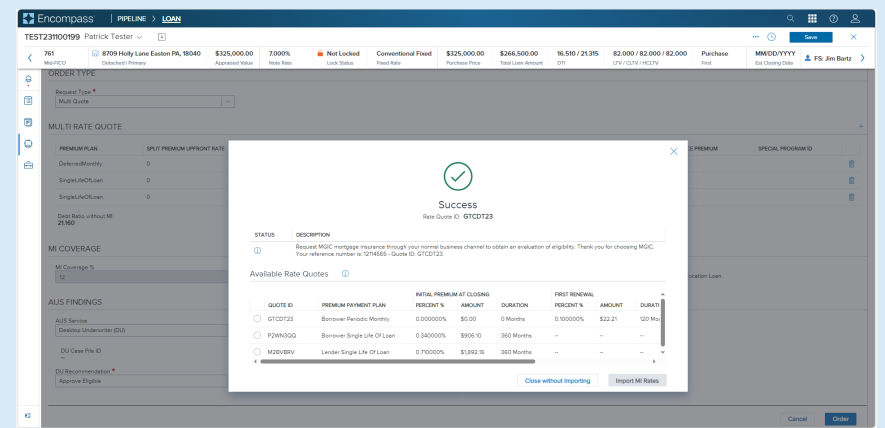 Encompass PIPELINE > LOAN
TEST231100199 Patrick Tester
Save
761 8709 Holly Lane Easton PA, 18040 $325,000.00 7.000% Not Locked Conventional Fixed $325,000.00 $266,500.00 16.510 / 21.315 82.000 / 82.000 / 82.000 Purchase MM/DD/YYYY FS: Jim Bartz
Mid-FICO Detached | Primary Appraised Value Note Rate Lock Status Fixed Rate Purchase Price Total Loan Amount DTI LTV / CLTV / HCLTV First Est Closing Date
ORDER TYPE
Request Type *
Multi Quote
MULTI RATE QUOTE
PREMIUM PLAN SPLIT PREMIUM UPFRONT RATE PREMIUM SPECIAL PROGRAM ID
DeferredMonthly 0
SingleLifeOfLoan 0
SingleLifeOfLoan 0
Debt Ratio without MI
21.160
MI COVERAGE
MI Coverage %
12
ocation Loan
AUS FINDINGS
AUS Service
Desktop Underwriter (DU)
DU Case File ID
--
DU Recommendation *
Approve Eligible
Success
Rate Quote ID: GTCDT23
STATUS DESCRIPTION
Request MGIC mortgage insurance through your normal business channel to obtain an evaluation of eligibility. Thank you for choosing MGIC.
Your reference number is: 12114565 - Quote ID: GTCDT23.
Available Rate Quotes
INITIAL PREMIUM AT CLOSING FIRST RENEWAL
QUOTE ID PREMIUM PAYMENT PLAN PERCENT % AMOUNT DURATION PERCENT % AMOUNT DURATI
GTCDT23 Borrower Periodic Monthly 0.000000% $0.00 0 Months 0.100000% $22.21 120 Mo
P2WN3QQ Borrower Single Life Of Loan 0.340000% $906.10 360 Months -- -- --
M2BVBRV Lender Single Life Of Loan 0.710000% $1,892.15 360 Months -- -- --
Close without Importing Import MI Rates
Cancel Order